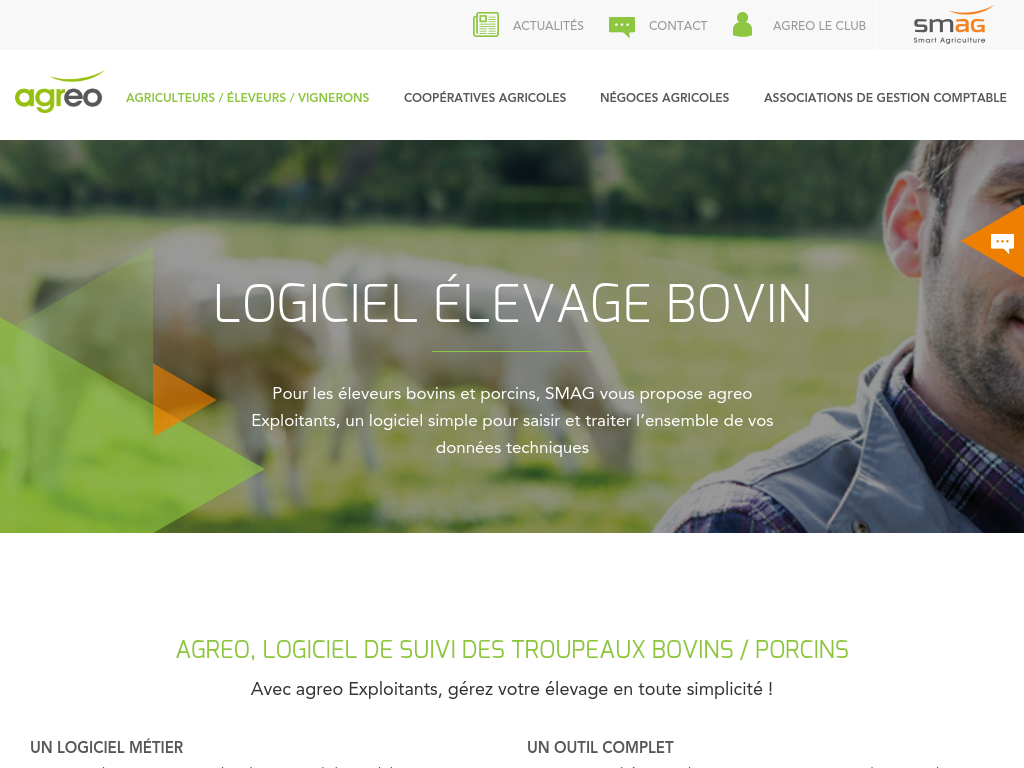 ACTUALITÉS
CONTACT
AGREO LE CLUB
smAG
Smart Agriculture
agreo
AGRICULTEURS / ÉLEVEURS / VIGNERONS
COOPÉRATIVES AGRICOLES
NÉGOCES AGRICOLES
ASSOCIATIONS DE GESTION COMPTABLE
LOGICIEL ÉLEVAGE BOVIN
Pour les éleveurs bovins et porcins, SMAG vous propose agreo
Exploitants, un logiciel simple pour saisir et traiter l’ensemble de vos
données techniques
AGREO, LOGICIEL DE SUIVI DES TROUPEAUX BOVINS / PORCINS
Avec agreo Exploitants, gérez votre élevage en toute simplicité !
UN LOGICIEL MÉTIER
UN OUTIL COMPLET